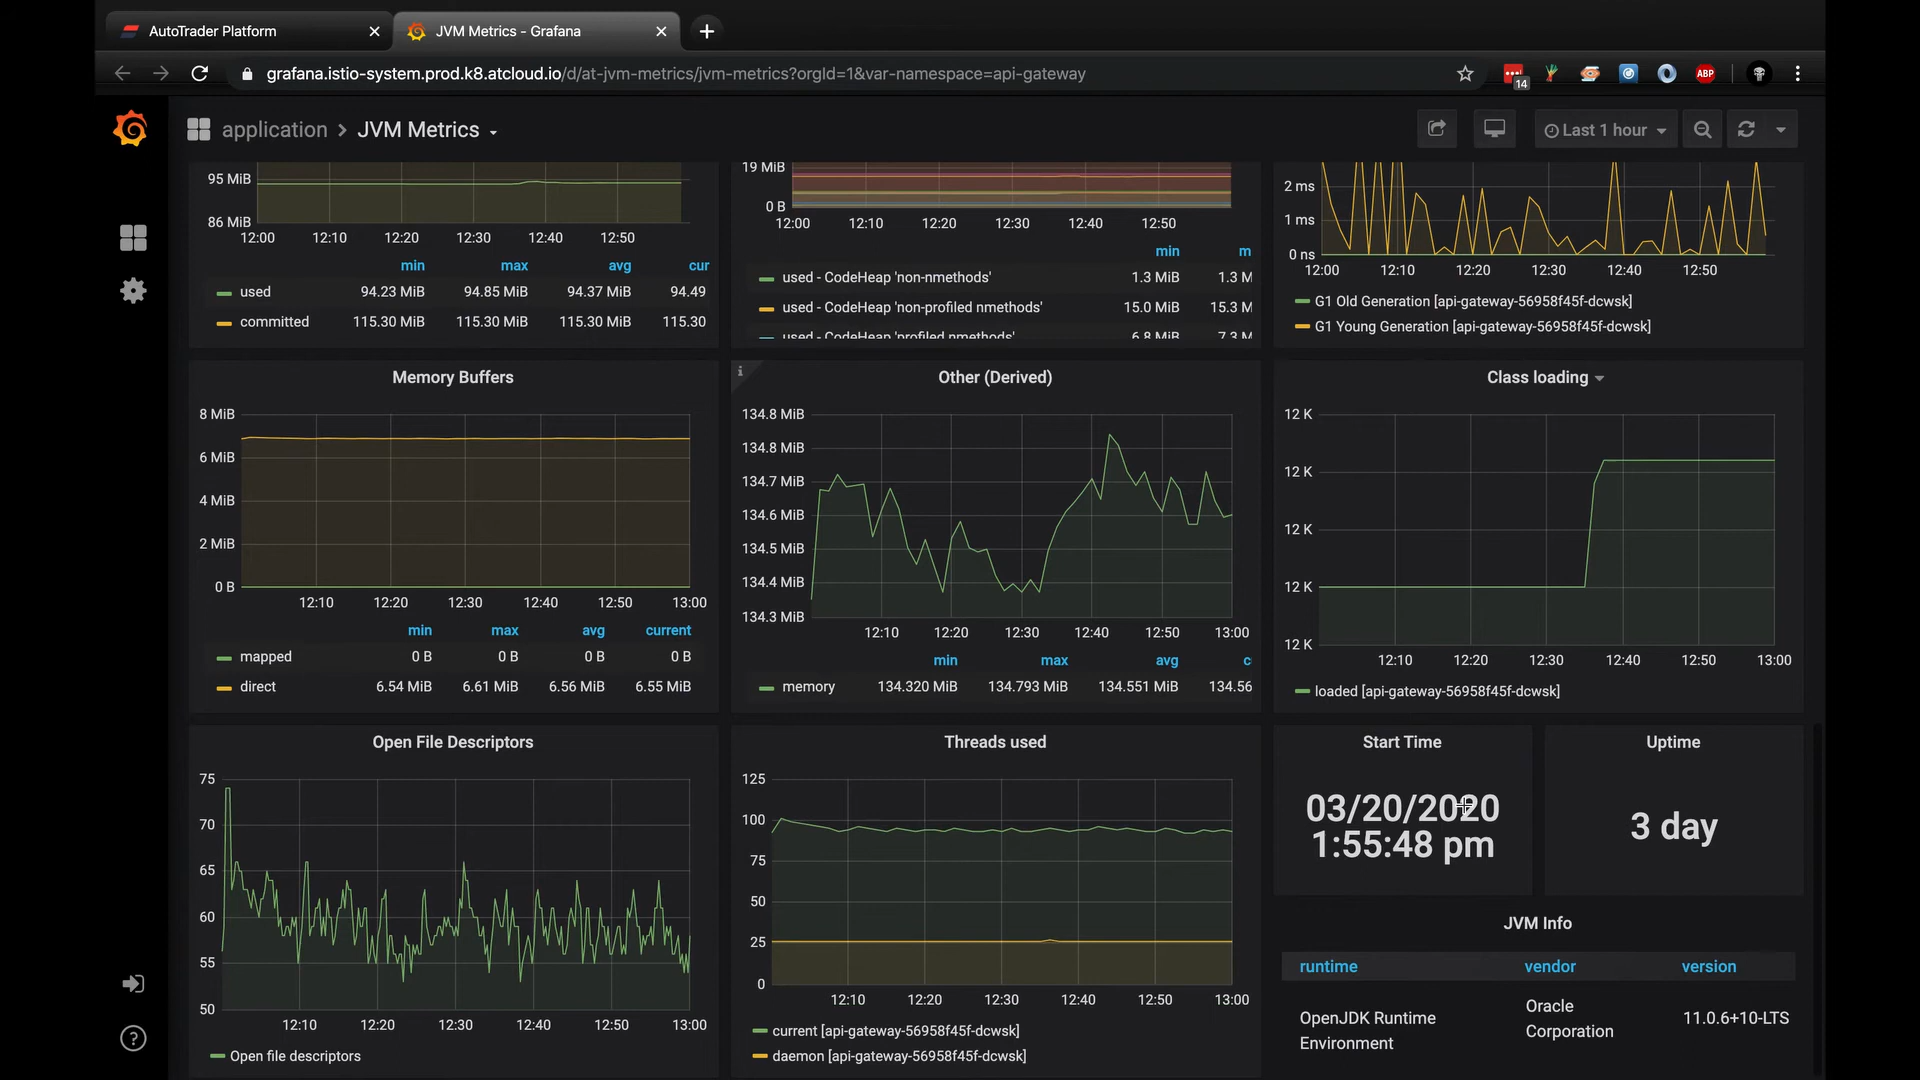 AutoTrader Platform
JVM Metrics - Grafana
grafana.istio-system.prod.k8.atcloud.io/d/at-jvm-metrics/jvm-metrics?orgId=1&var-namespace=api-gateway
14
ABP
application > JVM Metrics
Last 1 hour
95 MiB
86 MiB
12:00 12:10 12:20 12:30 12:40 12:50
min max avg cur
used 94.23 MiB 94.85 MiB 94.37 MiB 94.49
committed 115.30 MiB 115.30 MiB 115.30 MiB 115.30
19 MiB
0 B
12:00 12:10 12:20 12:30 12:40 12:50
min m
used - CodeHeap 'non-nmethods' 1.3 MiB 1.3 M
used - CodeHeap 'non-profiled nmethods' 15.0 MiB 15.3 M
used - CodeHeap 'profiled nmethods' 6.8 MiB 7.3 M
2 ms
1 ms
0 ns
12:00 12:10 12:20 12:30 12:40 12:50
G1 Old Generation [api-gateway-56958f45f-dcwsk]
G1 Young Generation [api-gateway-56958f45f-dcwsk]
Memory Buffers
8 MiB
6 MiB
4 MiB
2 MiB
0 B
12:10 12:20 12:30 12:40 12:50 13:00
min max avg current
mapped 0 B 0 B 0 B 0 B
direct 6.54 MiB 6.61 MiB 6.56 MiB 6.55 MiB
i
Other (Derived)
134.8 MiB
134.8 MiB
134.7 MiB
134.6 MiB
134.5 MiB
134.4 MiB
134.3 MiB
12:10 12:20 12:30 12:40 12:50 13:00
min max avg c
memory 134.320 MiB 134.793 MiB 134.551 MiB 134.56
Class loading
12 K
12 K
12 K
12 K
12 K
12:10 12:20 12:30 12:40 12:50 13:00
loaded [api-gateway-56958f45f-dcwsk]
Open File Descriptors
75
70
65
60
55
50
12:10 12:20 12:30 12:40 12:50 13:00
Open file descriptors
Threads used
125
100
75
50
25
0
12:10 12:20 12:30 12:40 12:50 13:00
current [api-gateway-56958f45f-dcwsk]
daemon [api-gateway-56958f45f-dcwsk]
Start Time
03/20/2020
1:55:48 pm
Uptime
3 day
JVM Info
runtime vendor version
OpenJDK Runtime
Environment
Oracle
Corporation
11.0.6+10-LTS